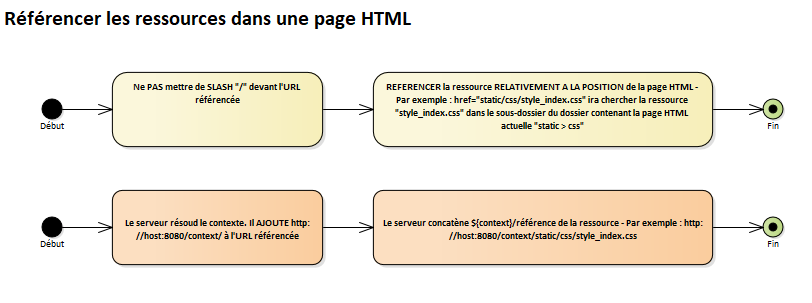 Référencer les ressources dans une page HTML
Ne PAS mettre de SLASH "/" devant l'URL
référencée
REFERENCER la ressource RELATIVEMENT A LA POSITION de la page HTML -
Par exemple : href="static/css/style_index.css" ira chercher la ressource
"style_index.css" dans le sous-dossier du dossier contenant la page HTML
actuelle "static > css"
Début
Fin
Le serveur résoud le contexte. Il AJOUTE http:
//host:8080/context/ à l'URL référencée
Le serveur concatène ${context}/référence de la ressource - Par exemple : http:
//host:8080/context/static/css/style_index.css
Début
Fin